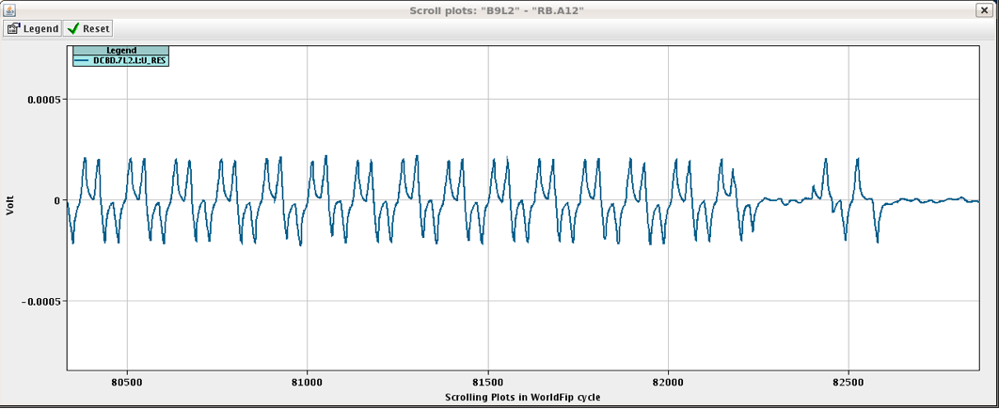 Scroll plots: "B9L2" - "RB.A12"
Legend Reset
Legend
DCBD.7L2.L:U_RES
0.0005
0
-0.0005
Volt
80500 81000 81500 82000 82500
Scrolling Plots in WorldFip cycle